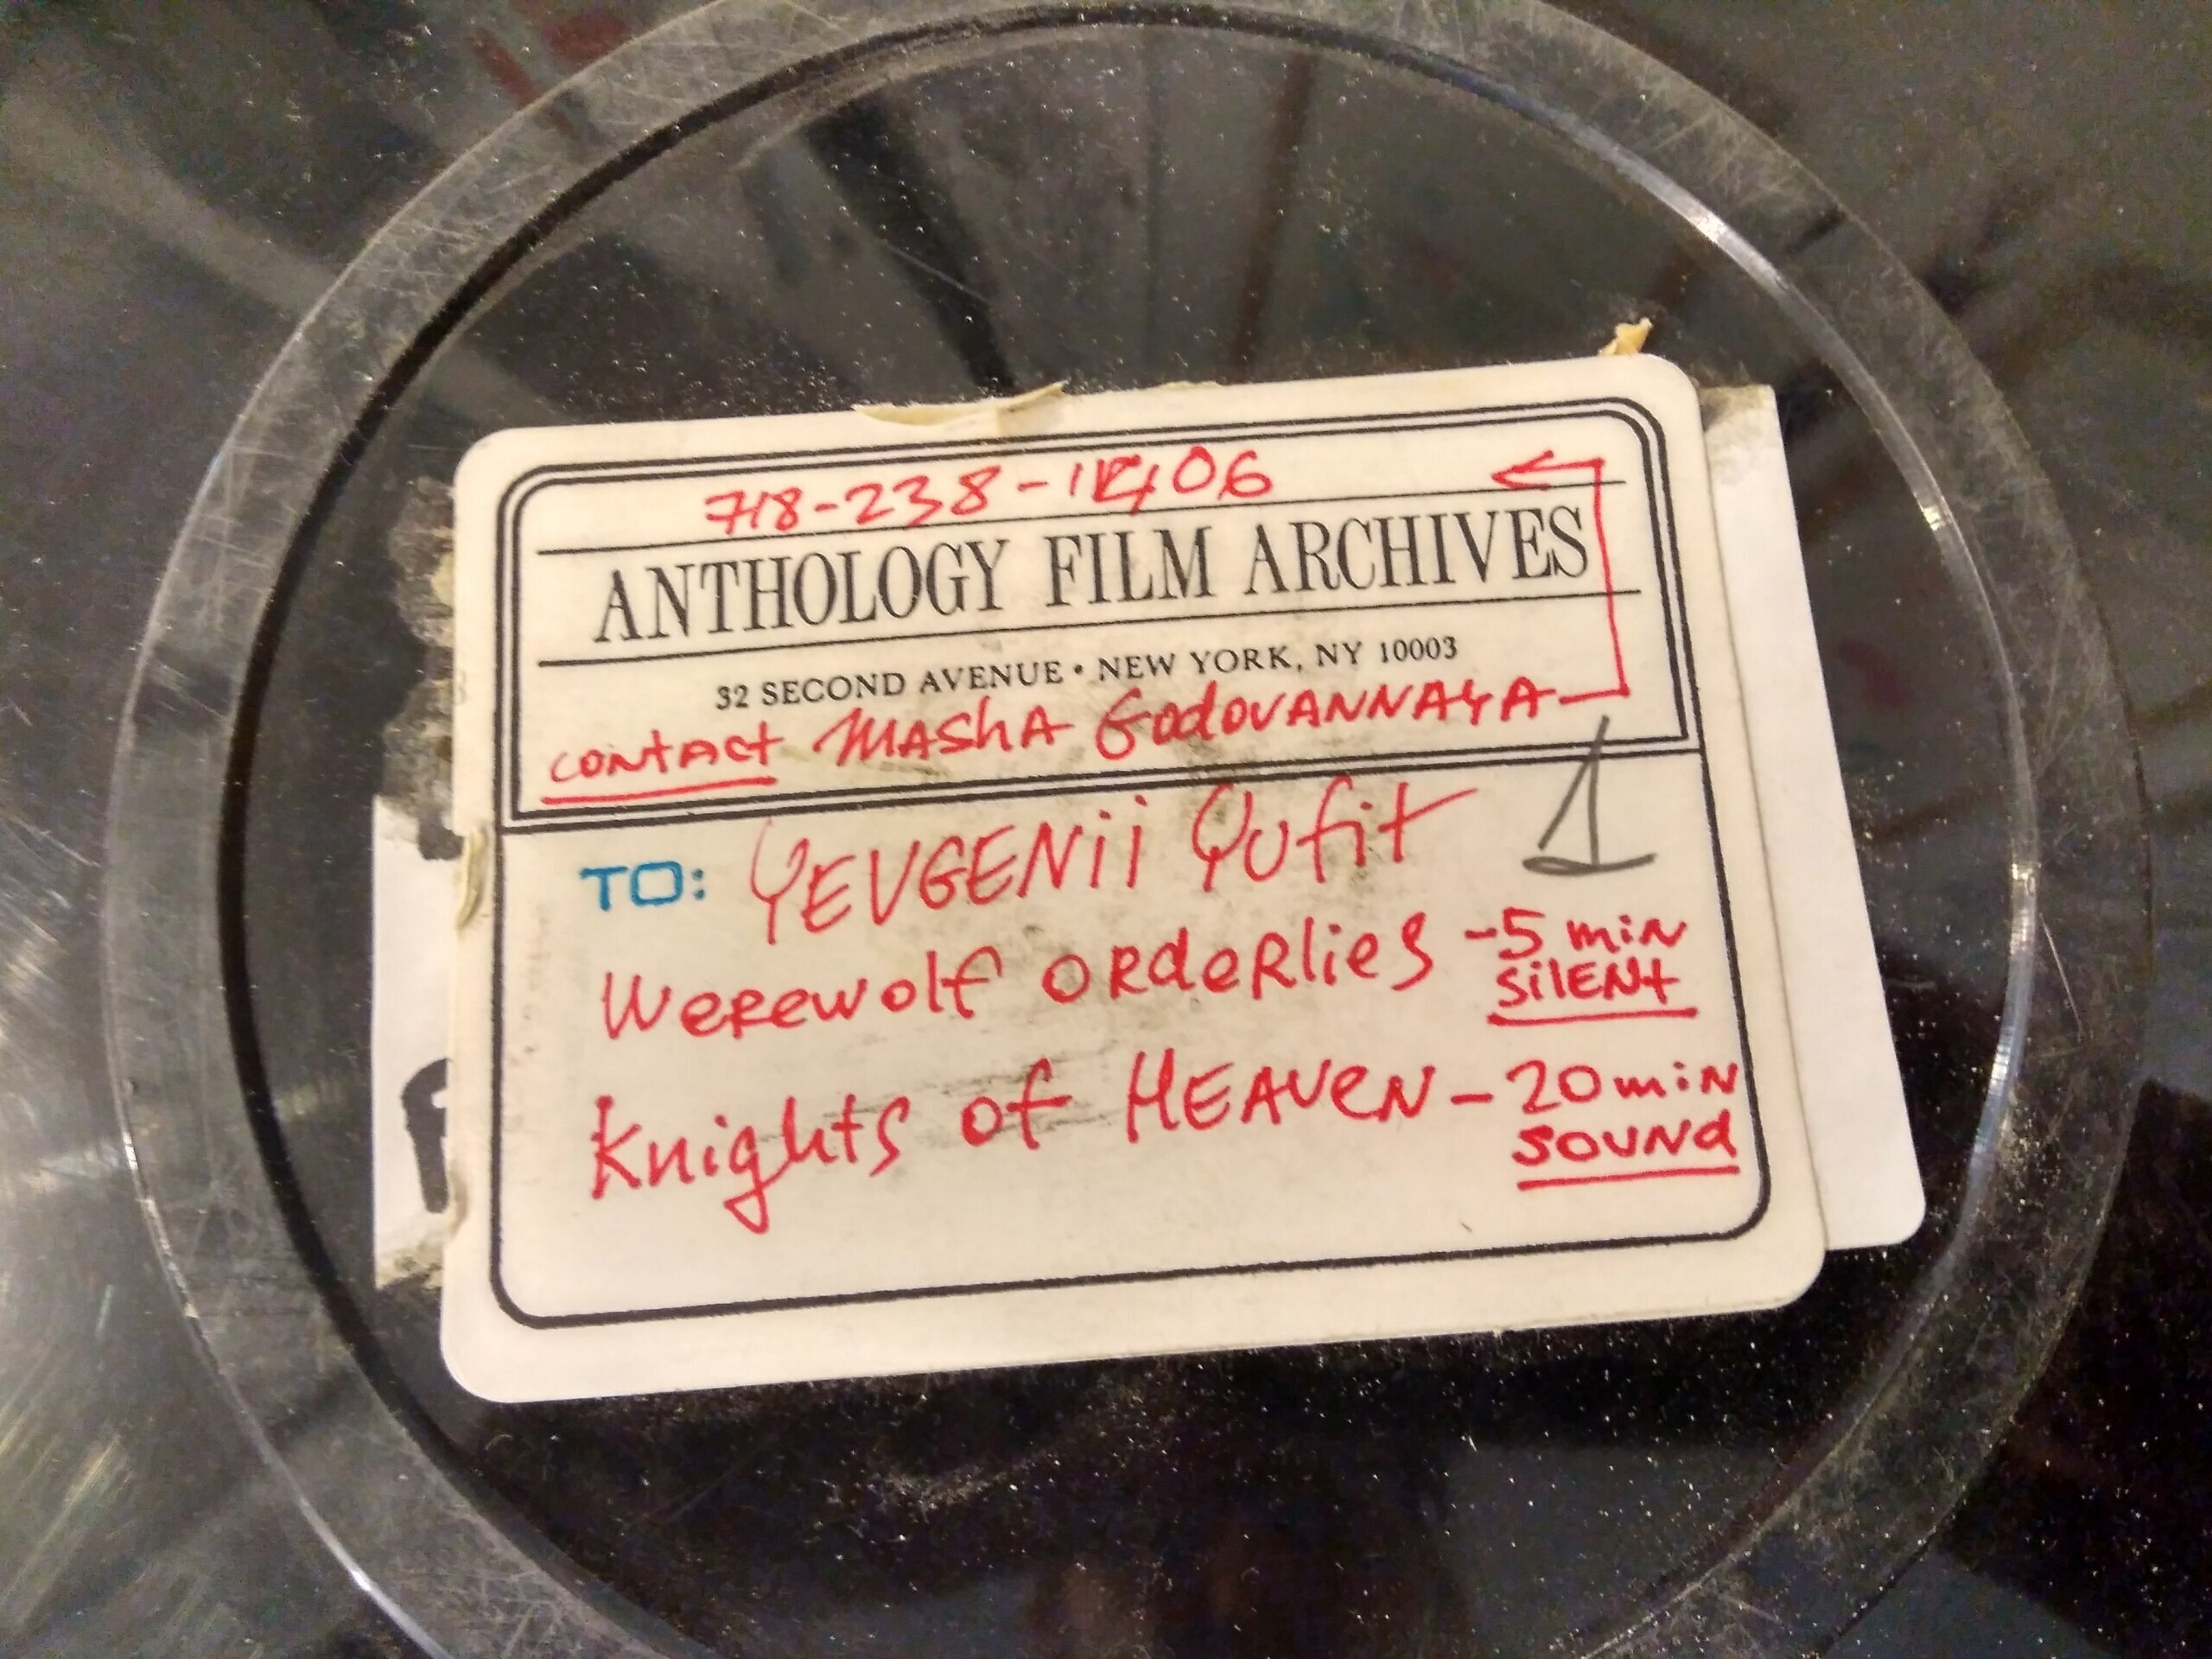 718-238-1406
ANTHOLOGY FILM ARCHIVES
32 SECOND AVENUE • NEW YORK, NY 10003
contact Masha Godovannaya
TO: YEVGENii Yufit
1
Werewolf orderlies - 5 min
silent
Knights of Heaven - 20 min
sound